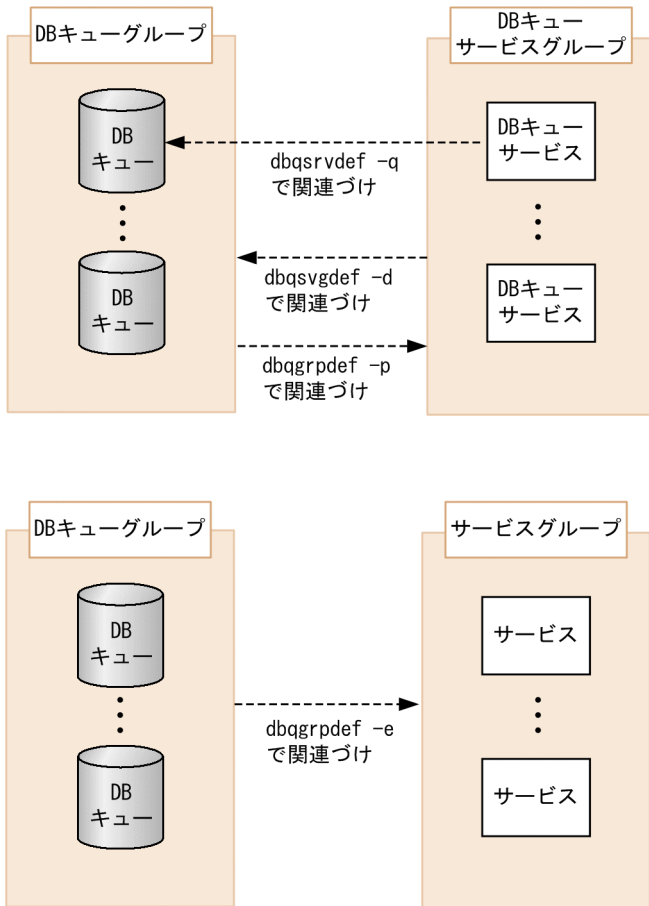 DBキューグループ
DBキュー
サービスグループ
DB
キュー
DBキュー
サービス
dbqsrvdef -q
で関連づけ
dbqsvgdef -d
で関連づけ
DB
キュー
DBキュー
サービス
dbqgrpdef -p
で関連づけ
DBキューグループ
サービスグループ
DB
キュー
サービス
dbqgrpdef -e
で関連づけ
DB
キュー
サービス